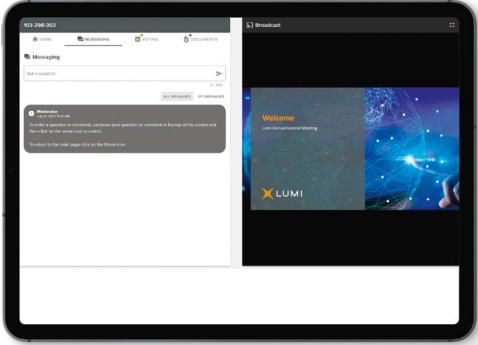 103-298-302
HOME MESSAGING VOTING DOCUMENTS
Messaging
Ask a question
ALL MESSAGES MY MESSAGES
Moderator
To enter a question or comment, compose your question or comment at the top of the screen and
then click on the arrow icon to submit.
To return to the main page click on the Home icon.
Broadcast
Welcome
Lumi Annual General Meeting
LUMI